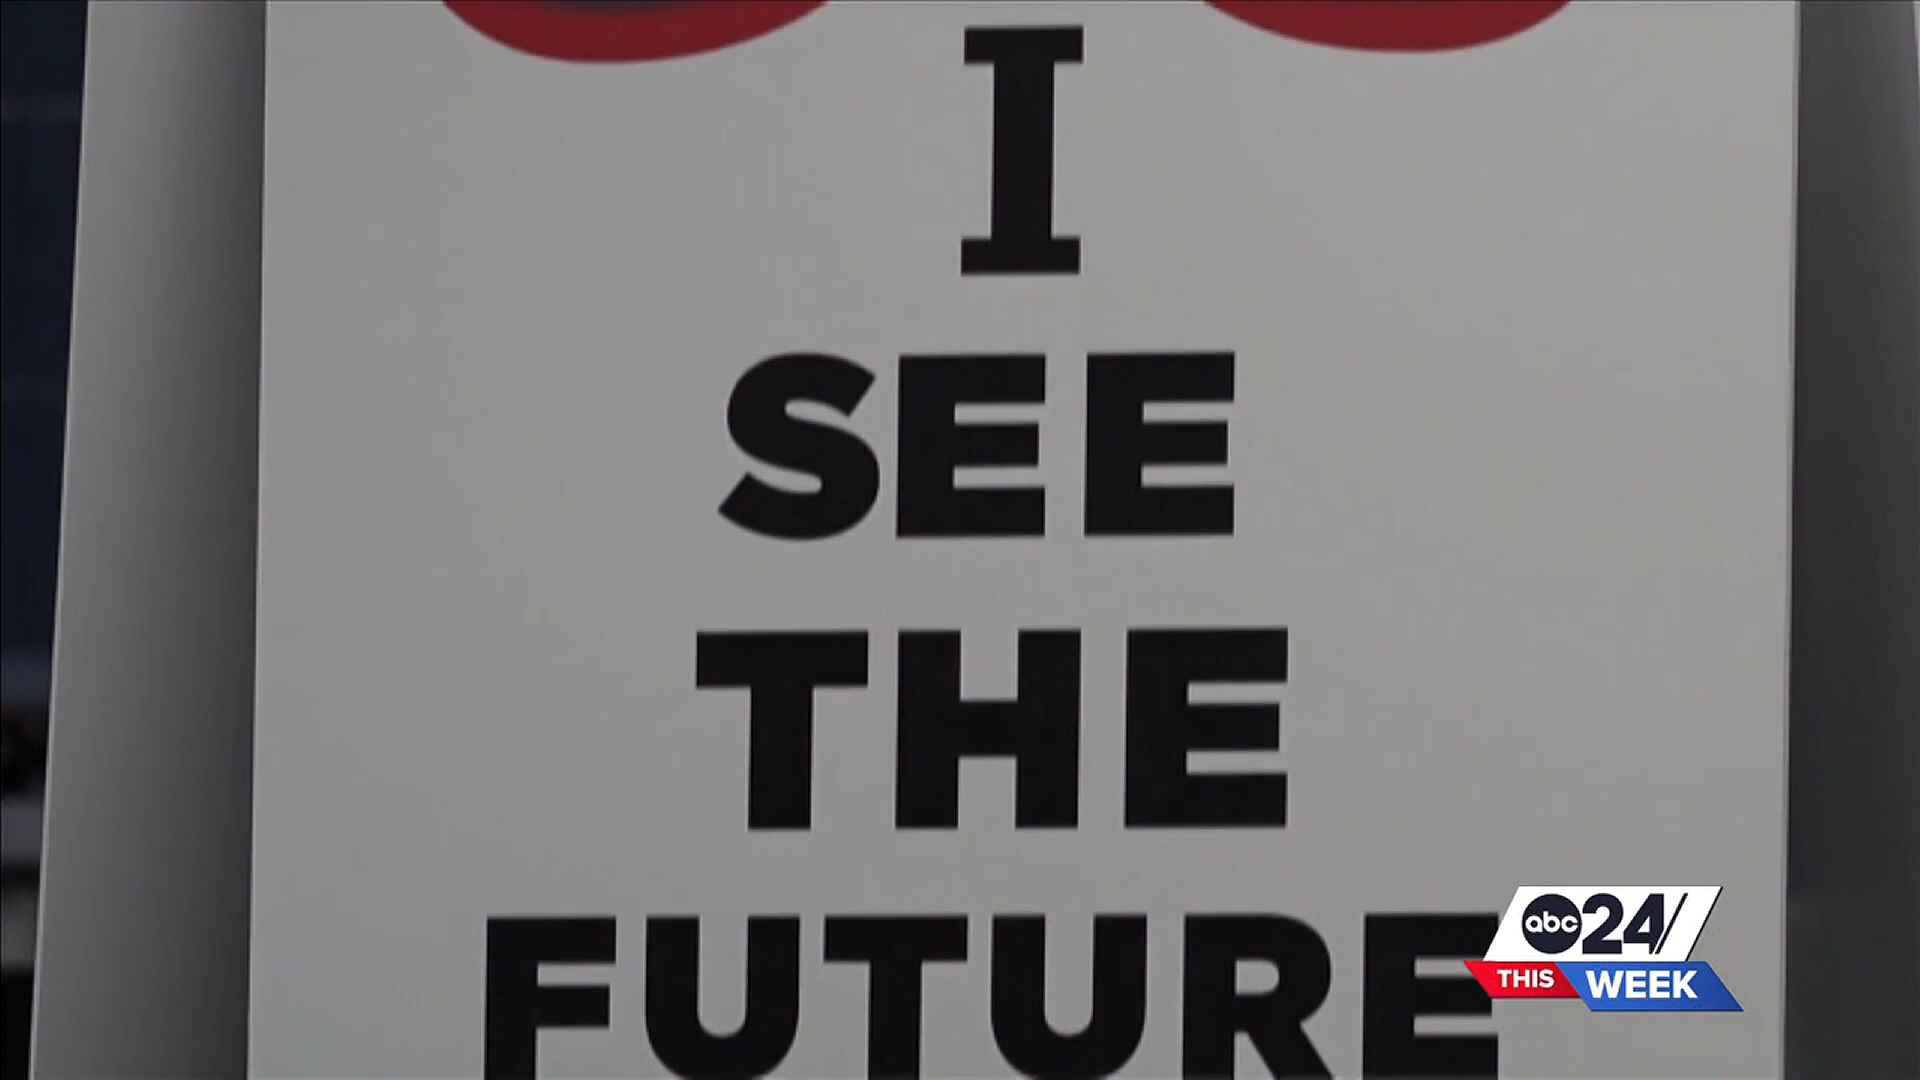 I
SEE
THE
FUTURE
abc 24/
THIS WEEK